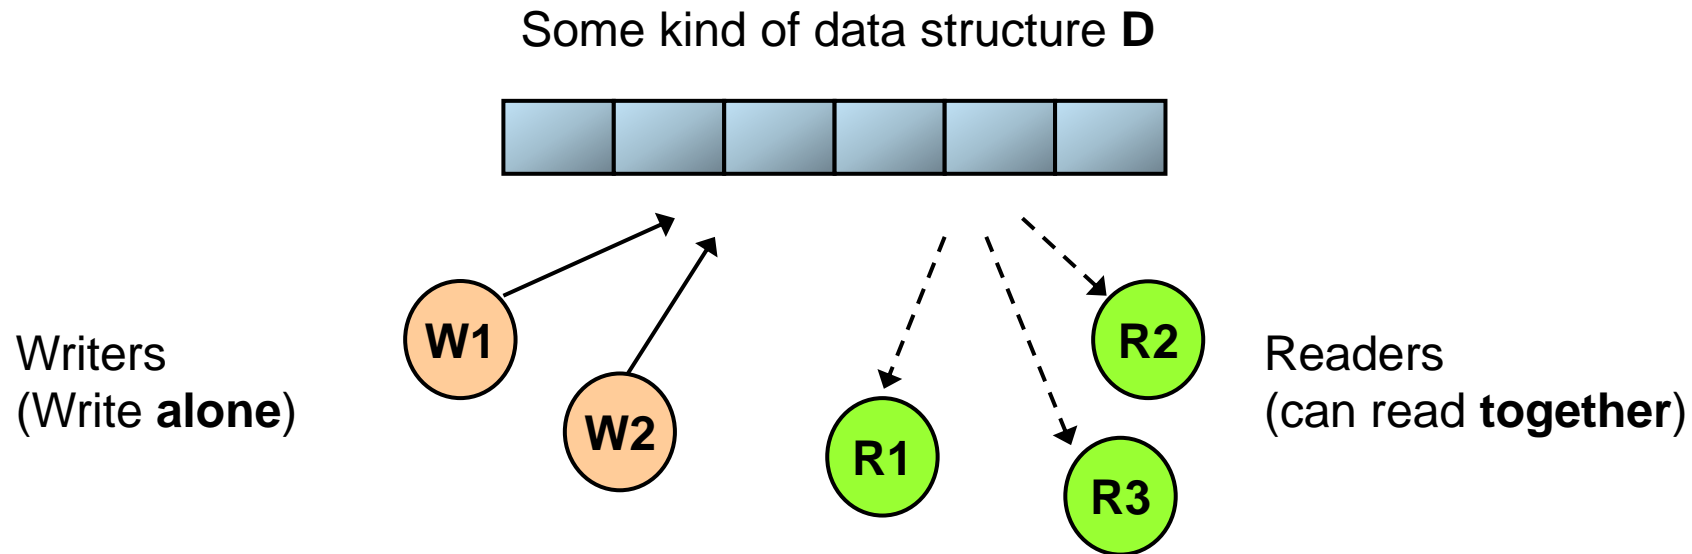 Some kind of data structure D
W1
W2
R1
R2
R3
Writers
(Write alone)
Readers
(can read together)